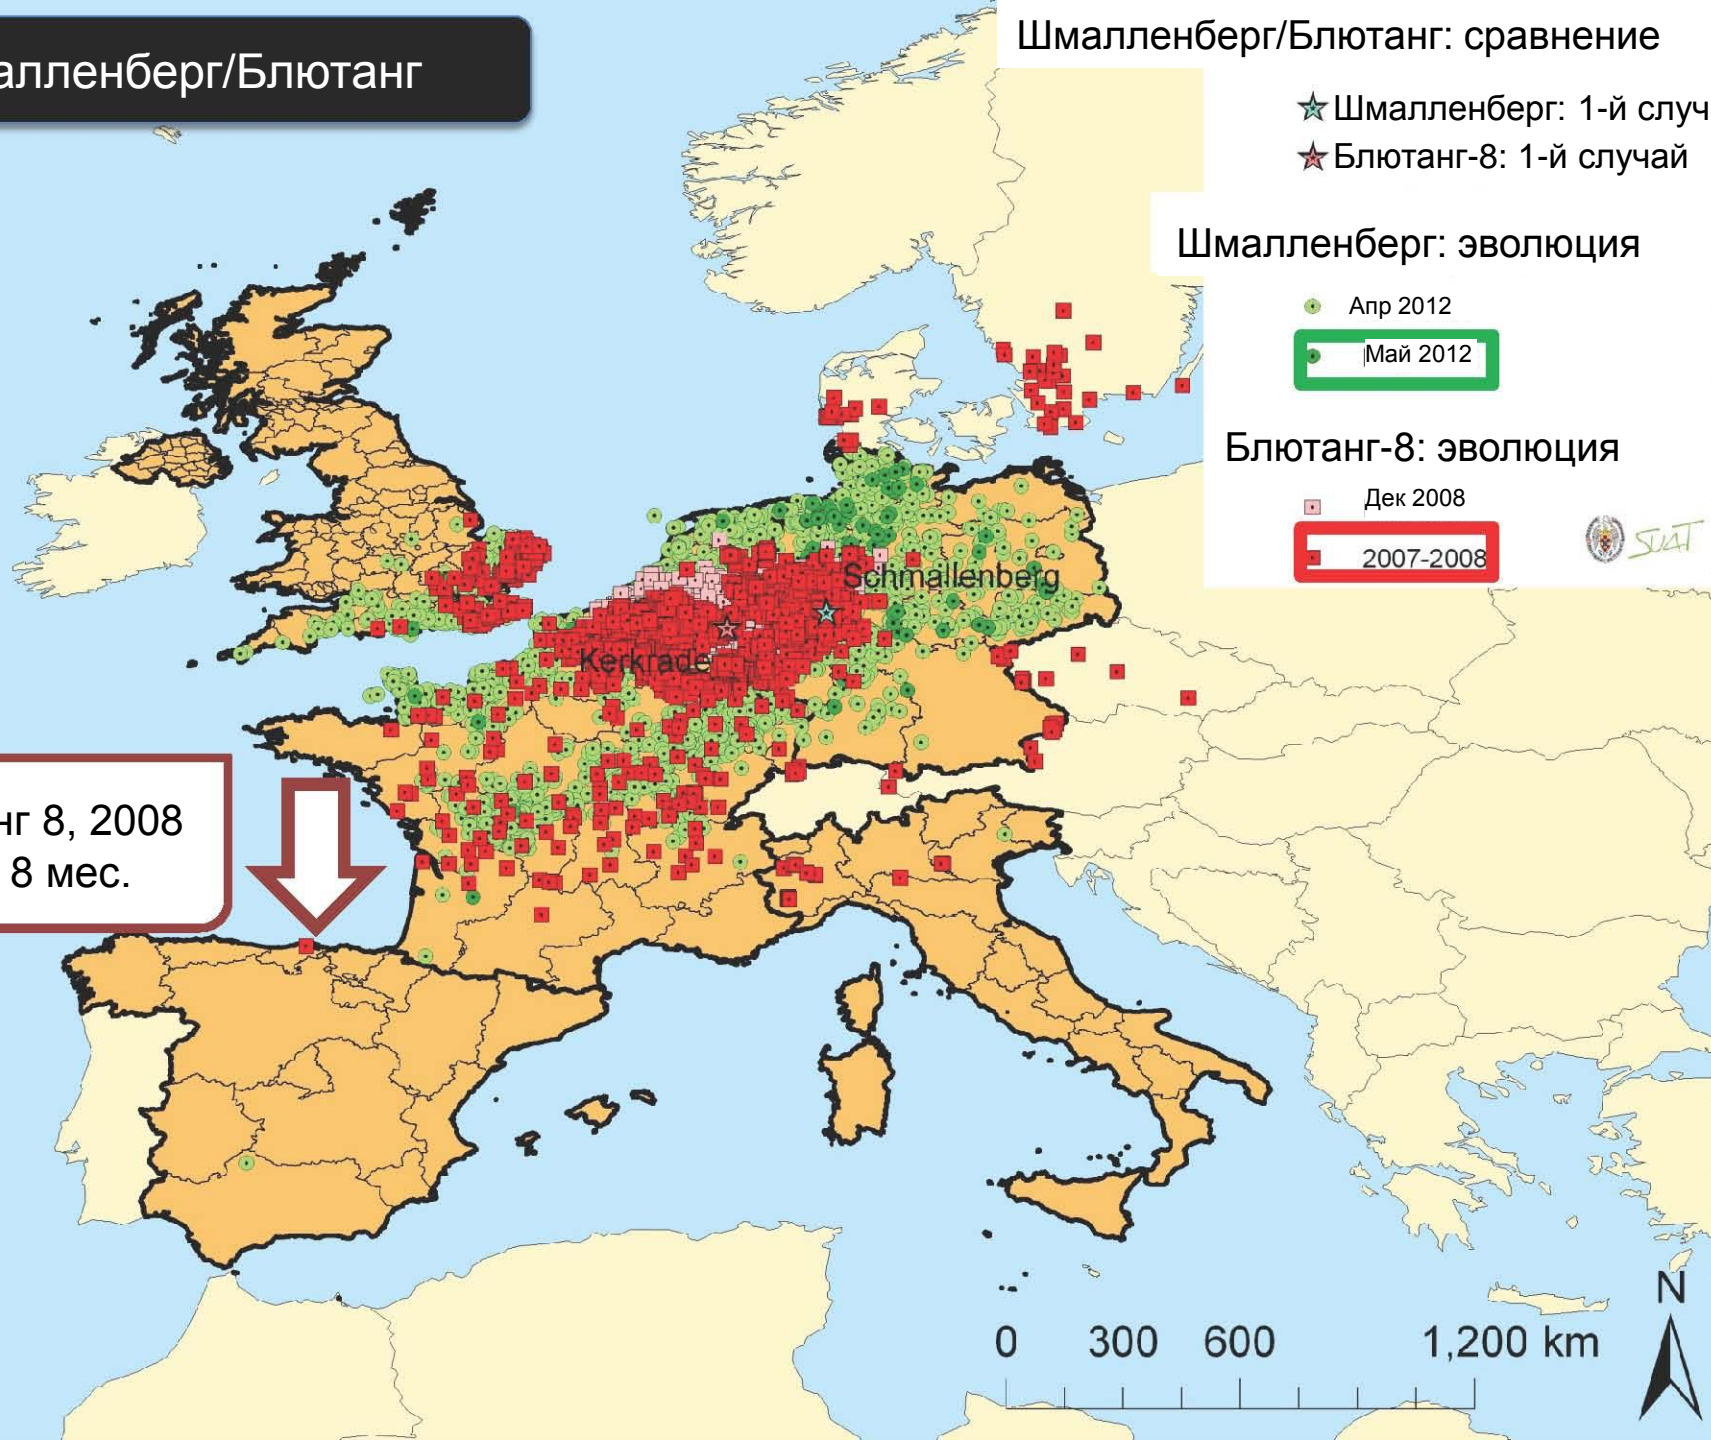 алленберг/Блютанг
Шмалленберг/Блютанг: сравнение
Шмалленберг: 1-й случ
Блютанг-8: 1-й случай
Шмалленберг: эволюция
Апр 2012
Май 2012
Блютанг-8: эволюция
Дек 2008
2007-2008
SUAT
Schmallenberg
Kerkrade
нг 8, 2008
8 мес.
N
0 300 600 1,200 km